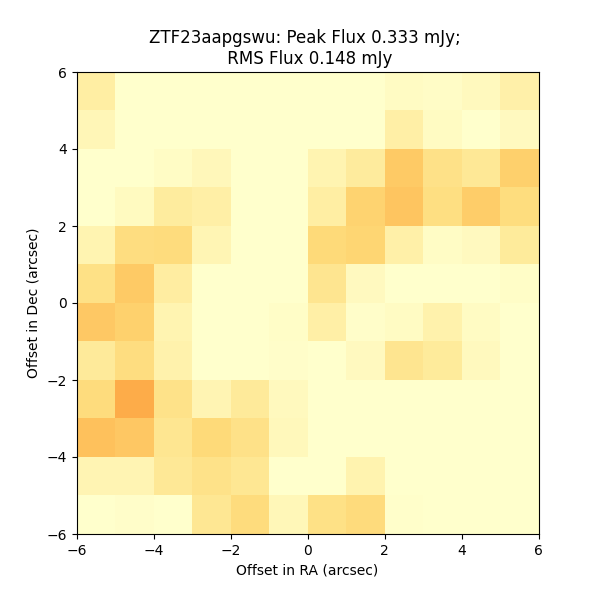 ZTF23aapgswu: Peak Flux 0.333 mJy;
RMS Flux 0.148 mJy
6
4
2
0
−2
−4
−6
Offset in Dec (arcsec)
−6 −4 −2 0 2 4 6
Offset in RA (arcsec)